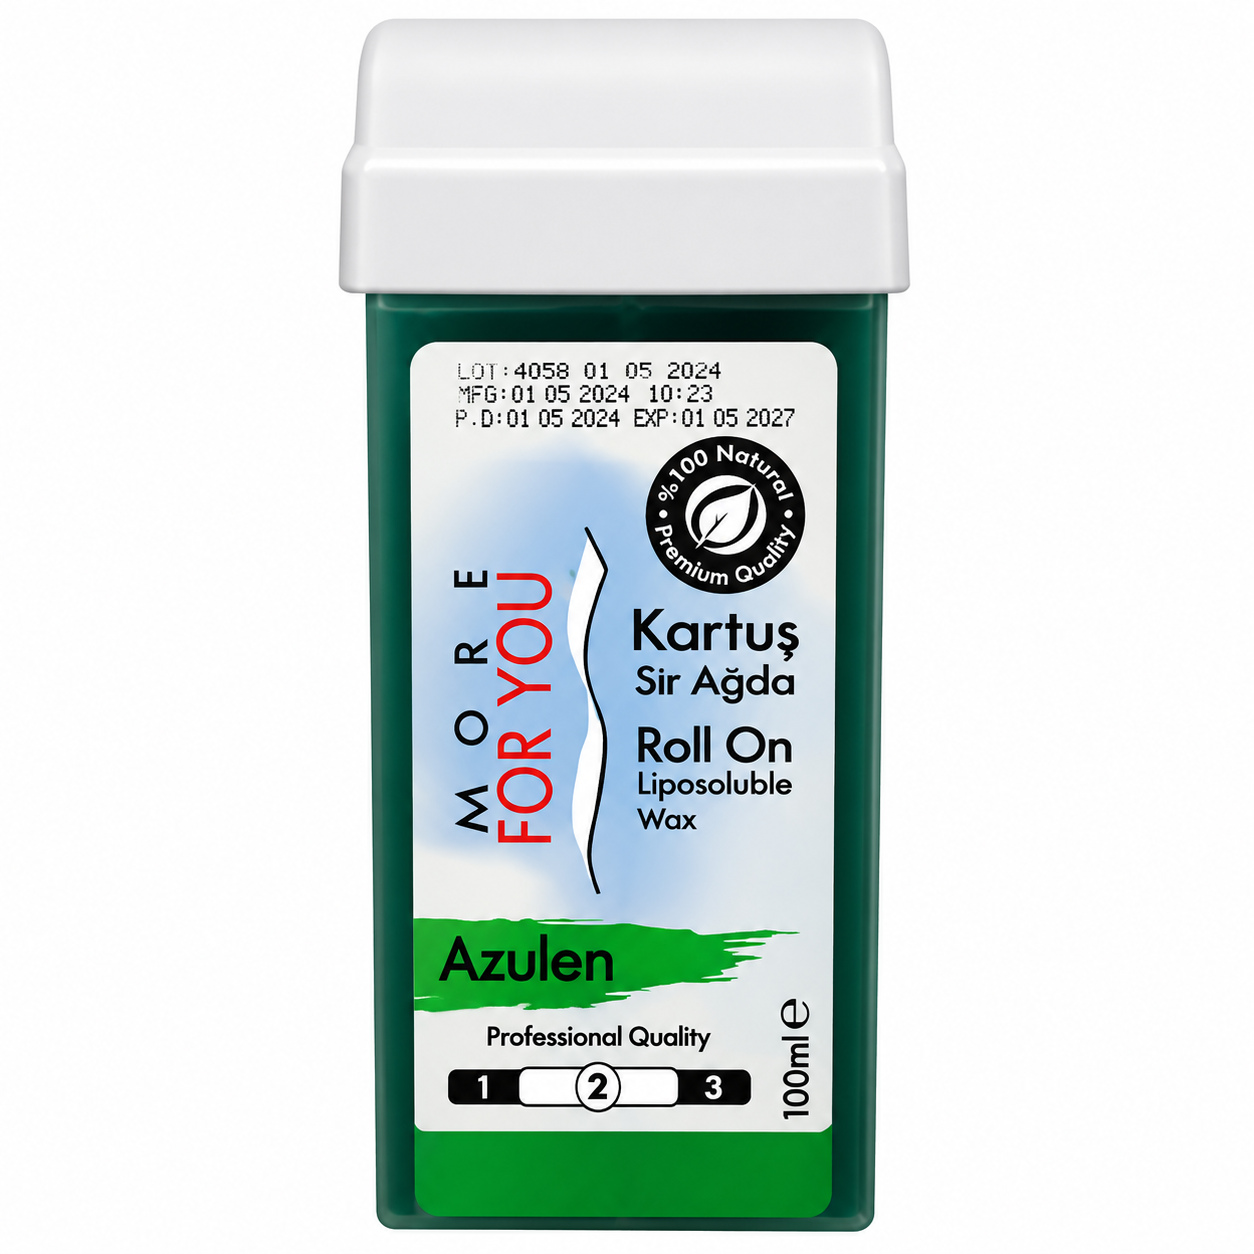 LOT:4058 01 05 2024
MFG:01 05 2024 10:23
P.D:01 05 2024 EXP:01 05 2027
%100 Natural
Premium Quality
MORE
FOR YOU
Kartuş
Sir Ağda
Roll On
Liposoluble
Wax
Azulen
Professional Quality
1 2 3
100ml e